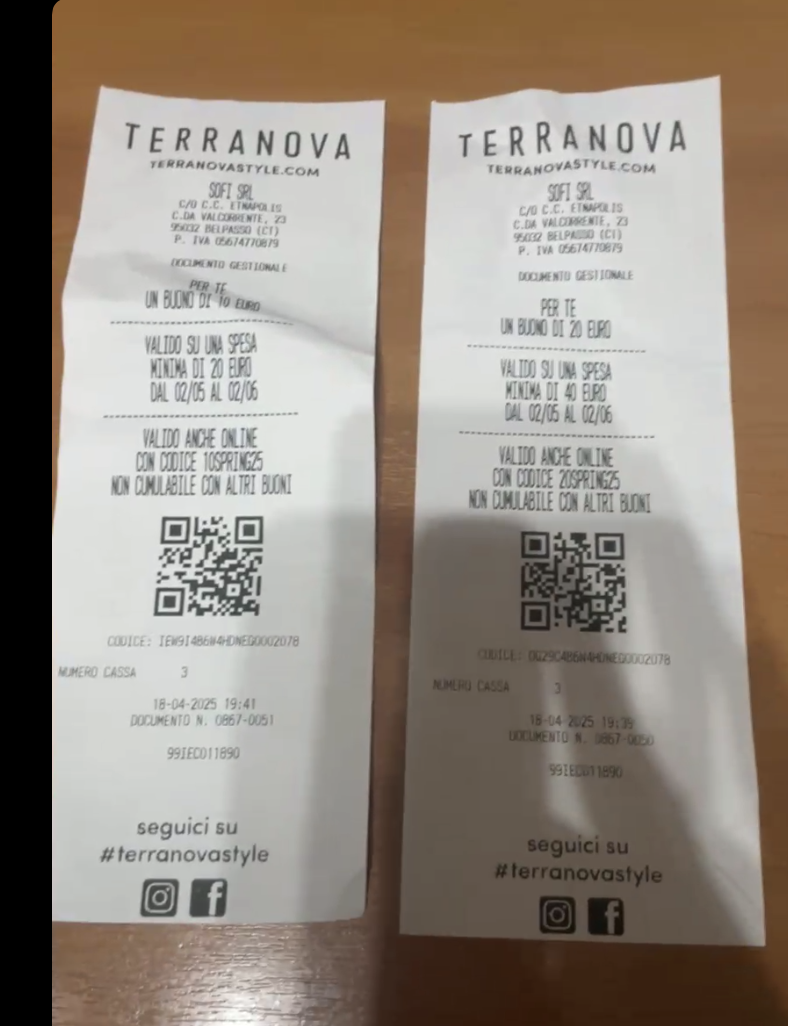 TERRANOVA
TERRANOVASTYLE.COM
SOFI SRL
C/O C.C. ETNAPOLIS
C.DA VALCORRENTE, 23
95032 BELPASSO (CT)
P. IVA 05674770879
DOCUMENTO GESTIONALE
PER TE
UN BUONO DI 10 EURO
VALIDO SU UNA SPESA
MINIMA DI 20 EURO
DAL 02/05 AL 02/06
VALIDO ANCHE ONLINE
CON CODICE 10SPRING25
NON CUMULABILE CON ALTRI BUONI
CODICE: IEW9I486W4HDNEG0002078
NUMERO CASSA 3
18-04-2025 19:41
DOCUMENTO N. 0867-0051
99IEC011890
seguici su
#terranovastyle
TERRANOVA
TERRANOVASTYLE.COM
SOFI SRL
C/O C.C. ETNAPOLIS
C.DA VALCORRENTE, 23
95032 BELPASSO (CT)
P. IVA 05674770879
DOCUMENTO GESTIONALE
PER TE
UN BUONO DI 20 EURO
VALIDO SU UNA SPESA
MINIMA DI 40 EURO
DAL 02/05 AL 02/06
VALIDO ANCHE ONLINE
CON CODICE 20SPRING25
NON CUMULABILE CON ALTRI BUONI
CODICE:
NUMERO CASSA 3
18-04-2025 19:39
DOCUMENTO N. 0867-0050
99IEC011890
seguici su
#terranovastyle